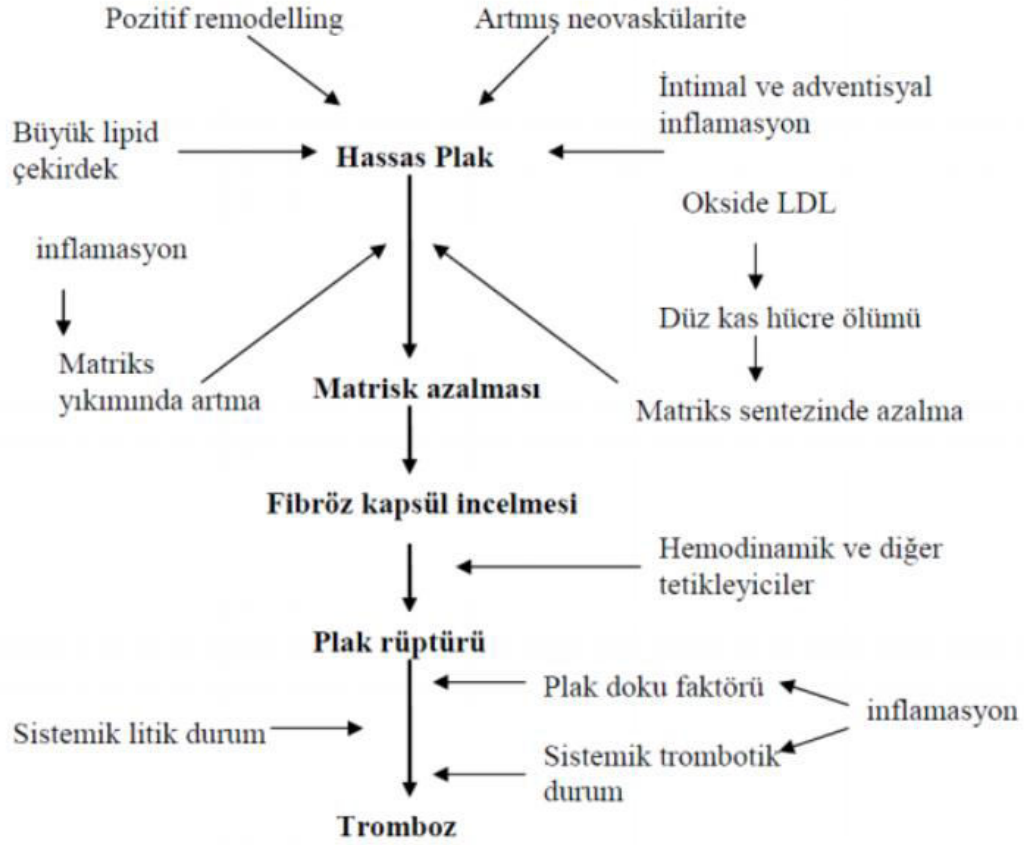 Pozitif remodelling
Artmış neovaskülarite
İntimal ve adventisyal
inflamasyon
Büyük lipid
çekirdek
Hassas Plak
Okside LDL
inflamasyon
Düz kas hücre ölümü
Matriks
yıkımında artma
Matrisk azalması
Matriks sentezinde azalma
Fibröz kapsül incelmesi
Hemodinamik ve diğer
tetikleyiciler
Plak rüptürü
Plak doku faktörü
inflamasyon
Sistemik litik durum
Sistemik trombotik
durum
Tromboz